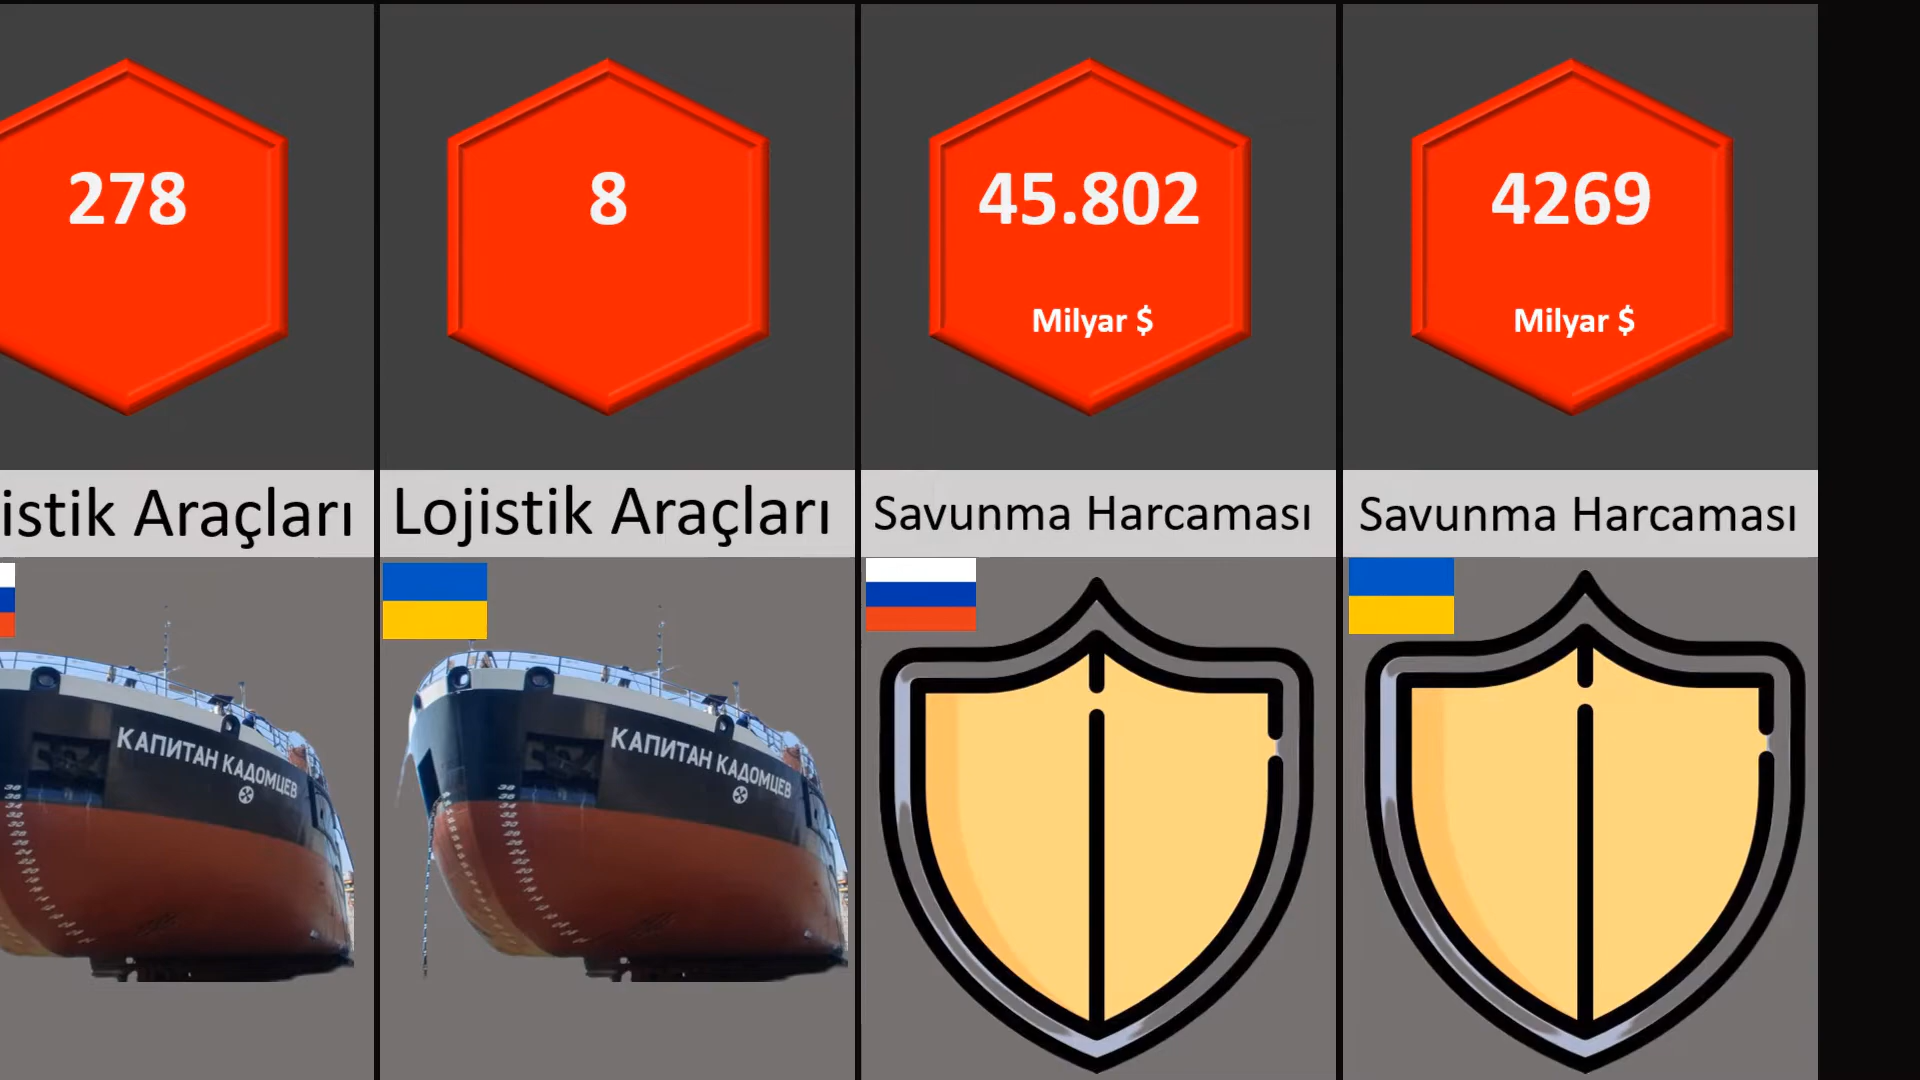 278
8
45.802
Milyar $
4269
Milyar $
istik Araçları
Lojistik Araçları
Savunma Harcaması
Savunma Harcaması
КАПИТАН КАДОМЦЕВ
КАПИТАН КАДОМЦЕВ